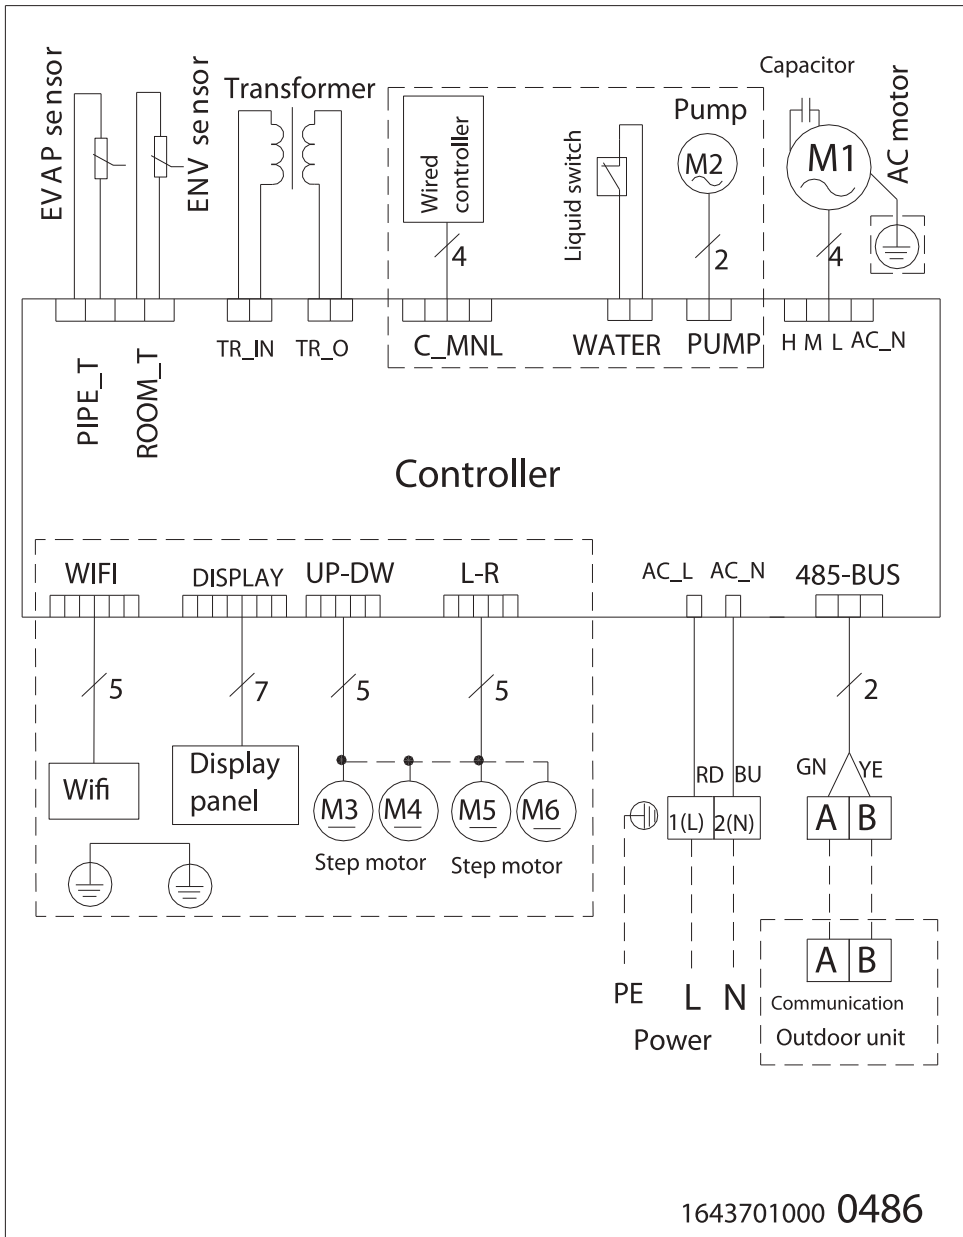 EVAP sensor
ENV sensor
Transformer
Wired
controller
Liquid switch
Pump
Capacitor
AC motor
M2
M1
4
2
4
PIPE_T
ROOM_T
TR_IN
TR_O
C_MNL
WATER
PUMP
H M L AC_N
Controller
WIFI
DISPLAY
UP-DW
L-R
AC_L
AC_N
485-BUS
5
7
5
5
2
Wifi
Display
panel
M3
M4
M5
M6
Step motor
Step motor
RD
BU
GN
YE
1(L)
2(N)
A
B
PE
L
N
Power
A
B
Communication
Outdoor unit
1643701000 0486